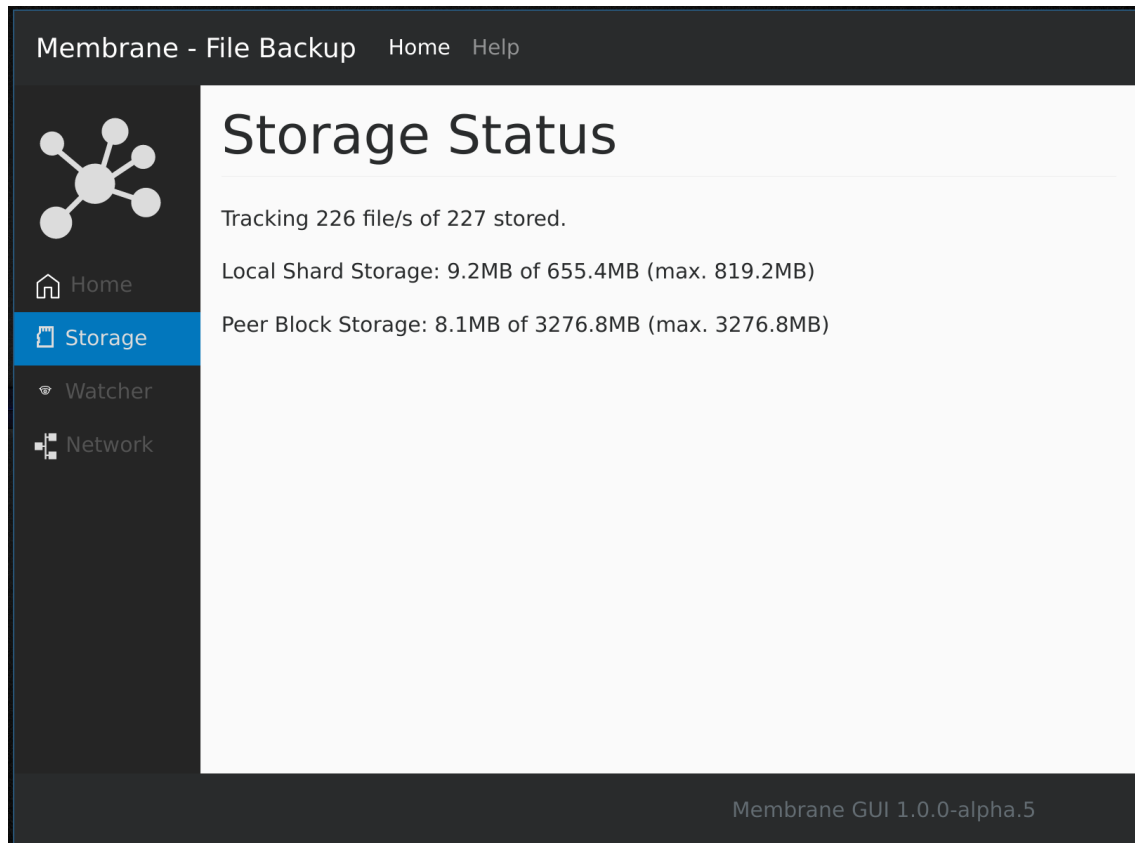 Membrane - File Backup Home Help
Storage Status
Tracking 226 file/s of 227 stored.
Local Shard Storage: 9.2MB of 655.4MB (max. 819.2MB)
Peer Block Storage: 8.1MB of 3276.8MB (max. 3276.8MB)
Home
Storage
Watcher
Network
Membrane GUI 1.0.0-alpha.5